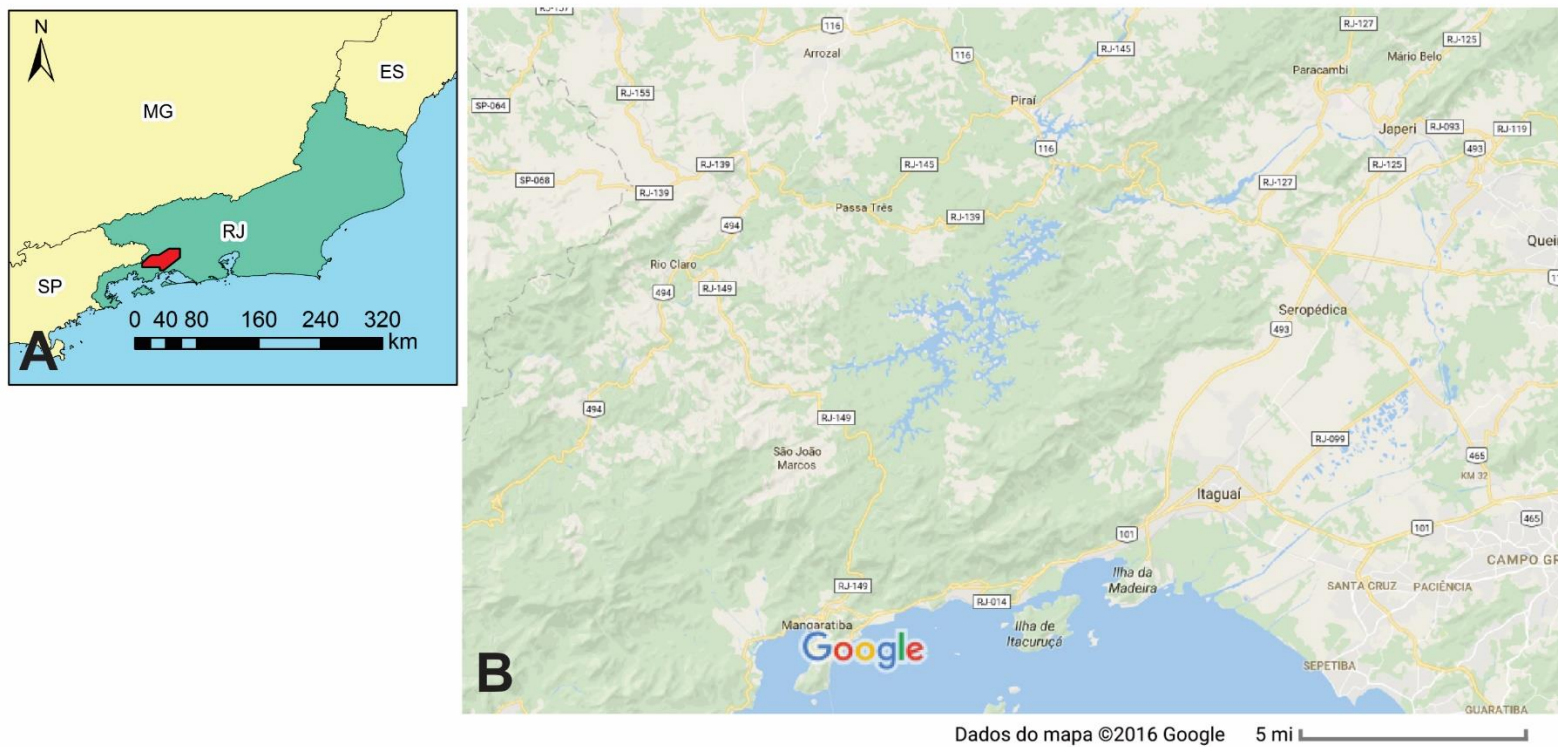 N
ES
MG
RJ
SP
0 40 80 160 240 320
km
A
RJ-127
RJ-145
116
Arrozal
116
RJ-125
Mário Belo
Paracambi
RJ-155
SP-064
Piraí
Japeri
RJ-093
RJ-119
116
493
RJ-139
RJ-145
RJ-125
SP-068
RJ-139
RJ-127
Passa Três
RJ-139
494
Queim
Rio Claro
494
RJ-149
Seropédica
493
494
RJ-149
São João
Marcos
RJ-099
465
KM 32
Itaguaí
465
101
101
CAMPO GR
Ilha da
Madeira
RJ-149
SANTA CRUZ
PACIÊNCIA
RJ-014
Mangaratiba
Ilha de
Itacuruçá
Google
B
SEPETIBA
GUARATIBA
Dados do mapa ©2016 Google 5 mi